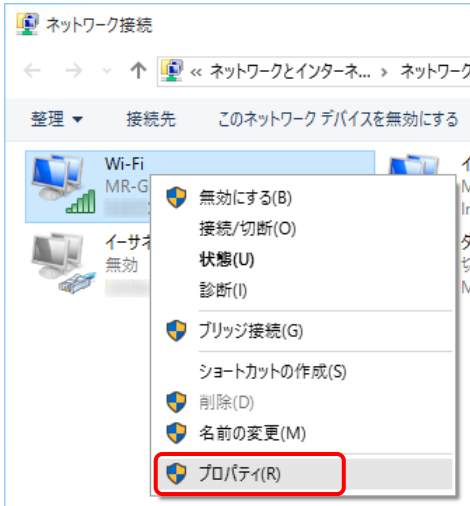 ネットワーク接続
« ネットワークとインターネ... › ネットワーク
整理 ▼ 接続先 このネットワーク デバイスを無効にする
Wi-Fi
MR-G
イーサネ
無効
無効にする(B)
接続/切断(O)
状態(U)
診断(I)
ブリッジ接続(G)
ショートカットの作成(S)
削除(D)
名前の変更(M)
プロパティ(R)